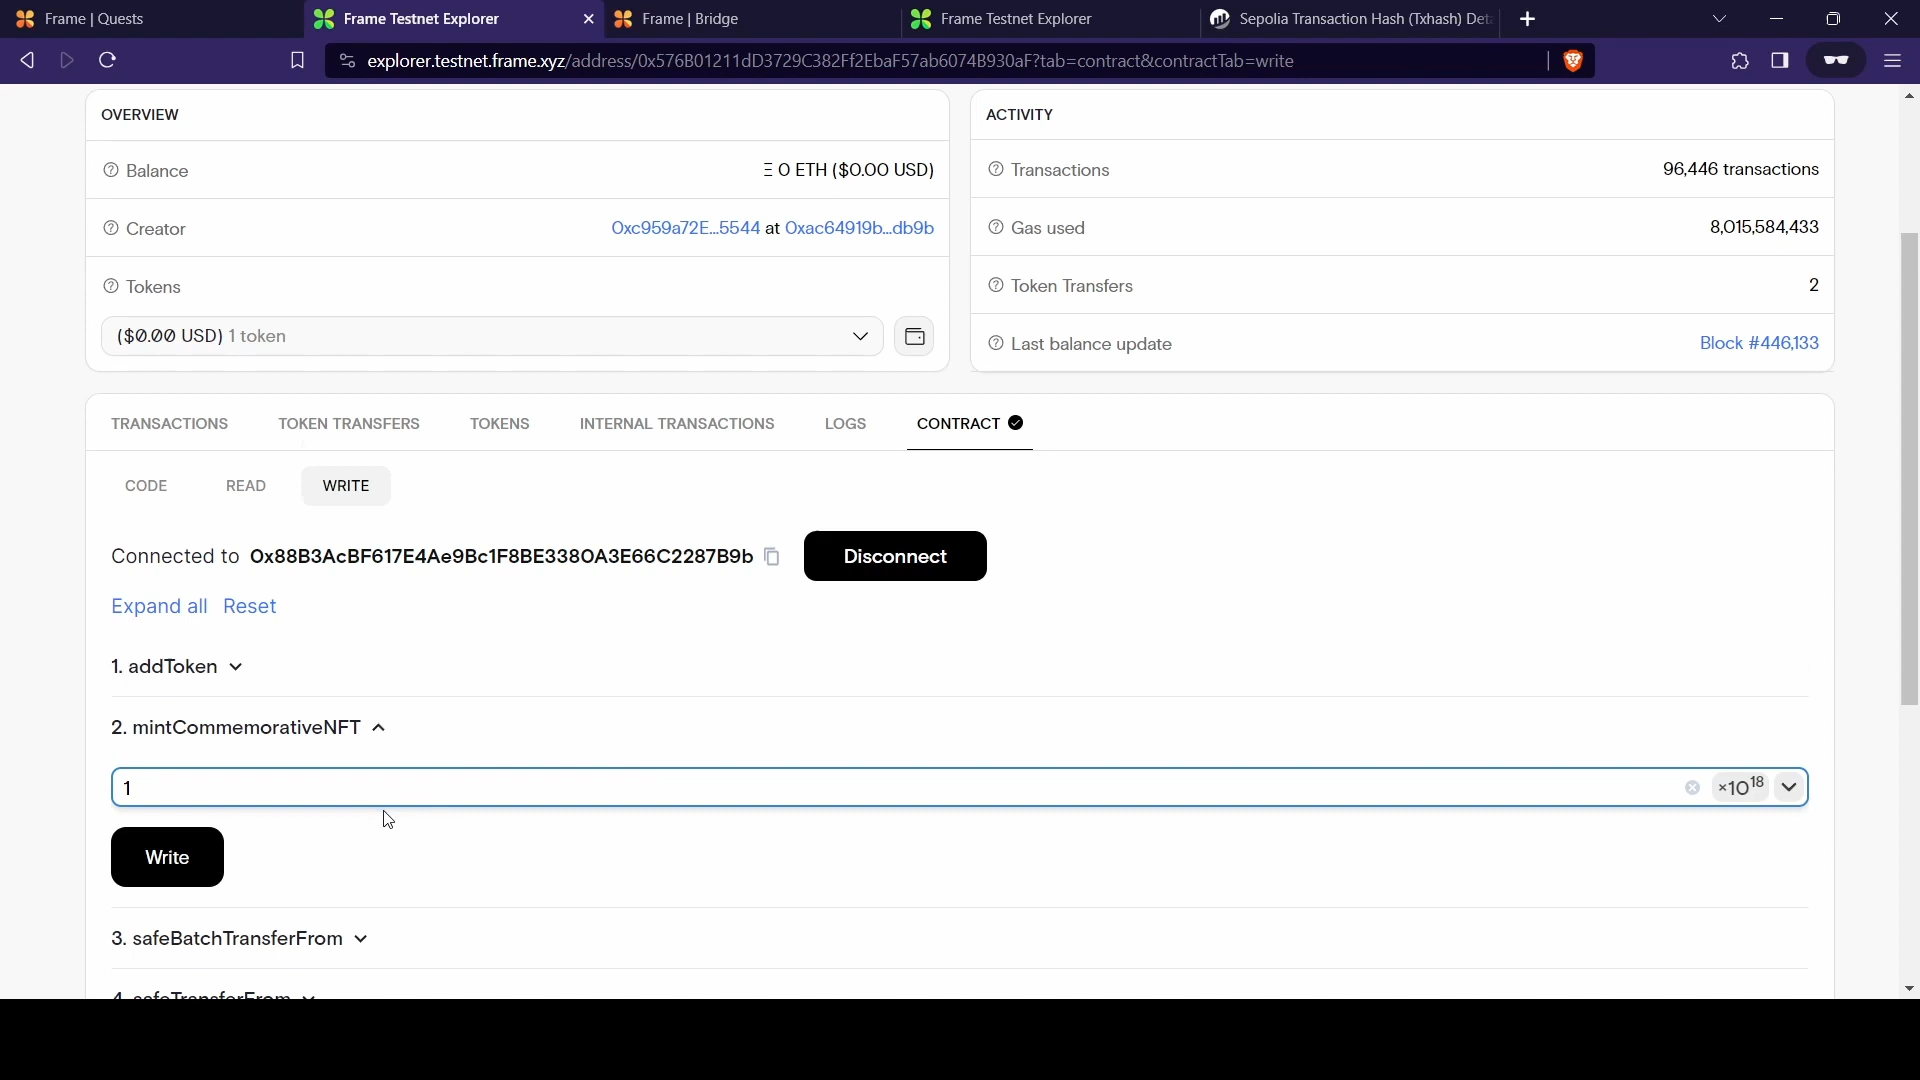 Frame | Quests
Frame Testnet Explorer
Frame | Bridge
Frame Testnet Explorer
Sepolia Transaction Hash (Txhash) Det
explorer.testnet.frame.xyz/address/0x576B01211dD3729C382Ff2EbaF57ab6074B930aF?tab=contract&contractTab=write
OVERVIEW
Balance
Ξ 0 ETH ($0.00 USD)
Creator
0xc959a72E...5544 at 0xac64919b...db9b
Tokens
($0.00 USD) 1 token
ACTIVITY
Transactions
96,446 transactions
Gas used
8,015,584,433
Token Transfers
2
Last balance update
Block #446,133
TRANSACTIONS TOKEN TRANSFERS TOKENS INTERNAL TRANSACTIONS LOGS CONTRACT
CODE READ WRITE
Connected to 0x88B3AcBF617E4Ae9Bc1F8BE3380A3E66C2287B9b
Disconnect
Expand all Reset
1. addToken
2. mintCommemorativeNFT
1
×10¹⁸
Write
3. safeBatchTransferFrom
4. safeTransferFrom